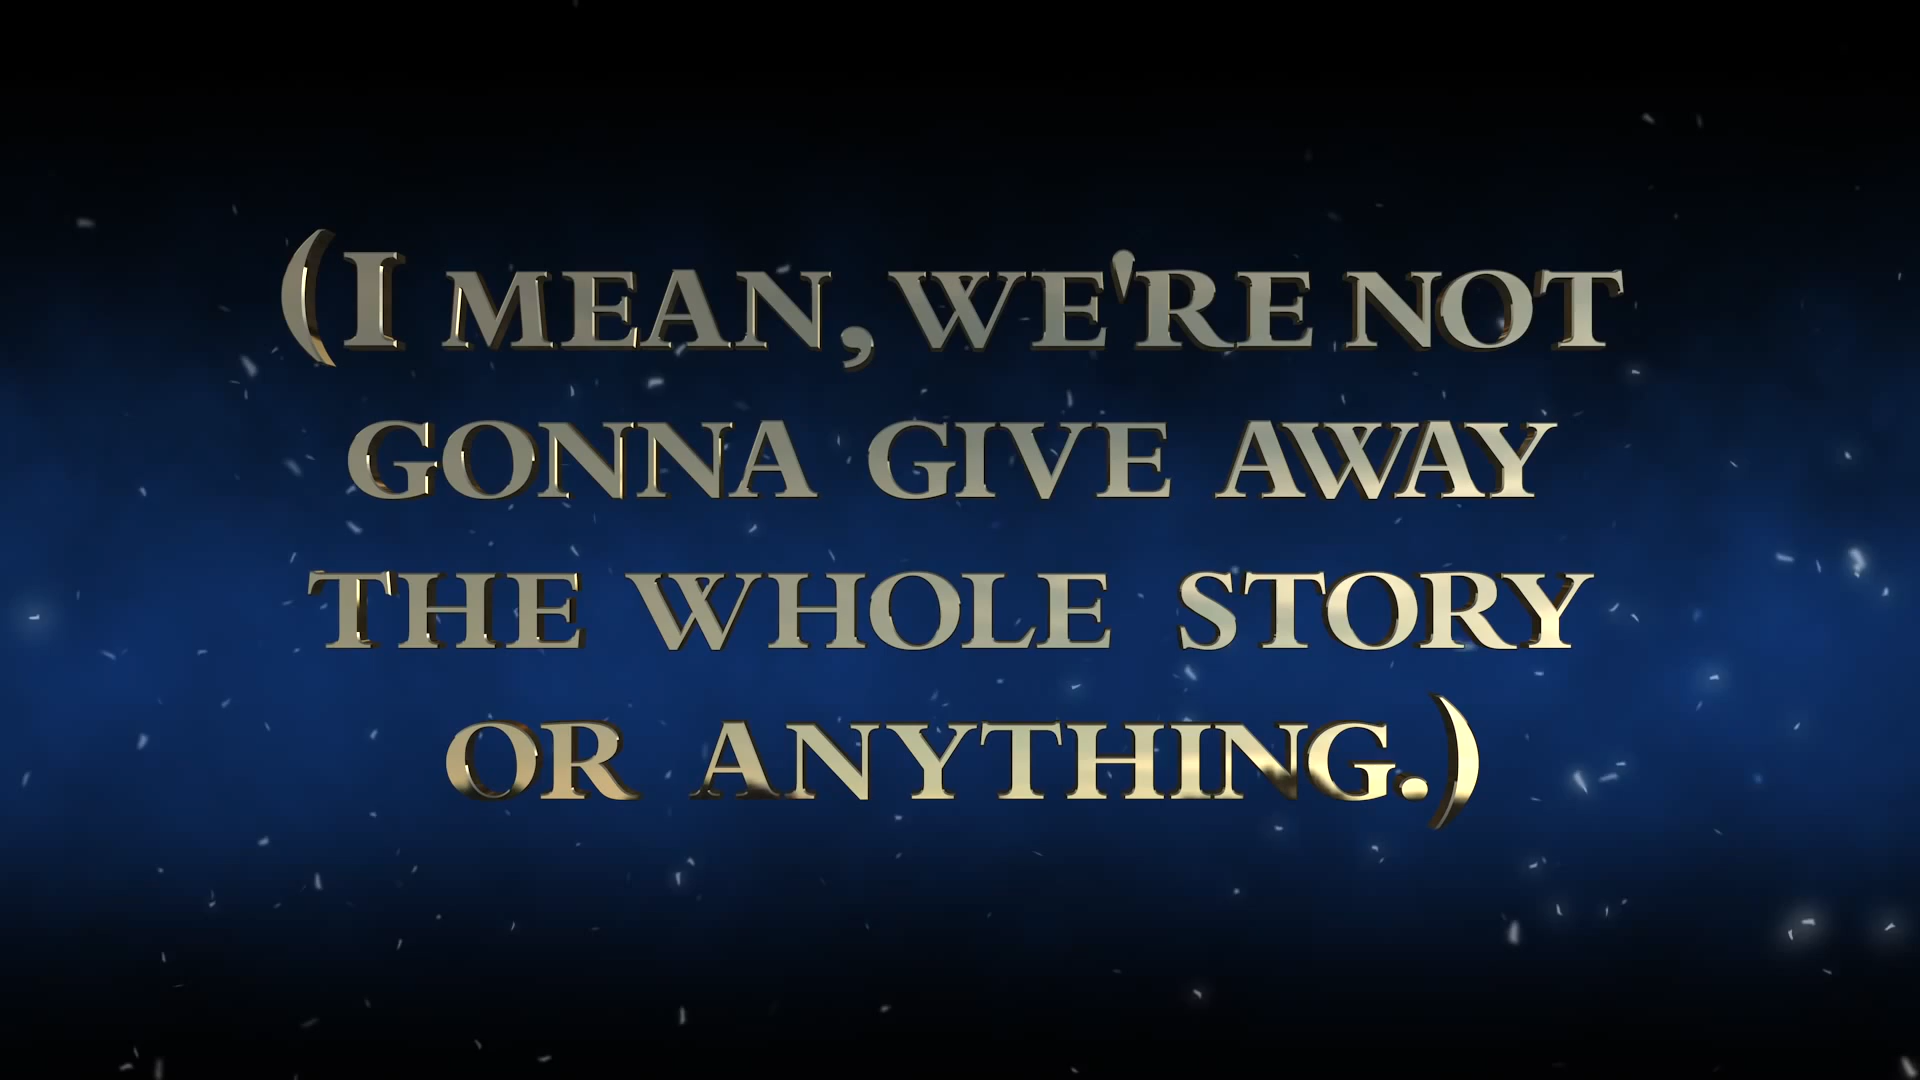 (I MEAN, WE'RE NOT
GONNA GIVE AWAY
THE WHOLE STORY
OR ANYTHING.)